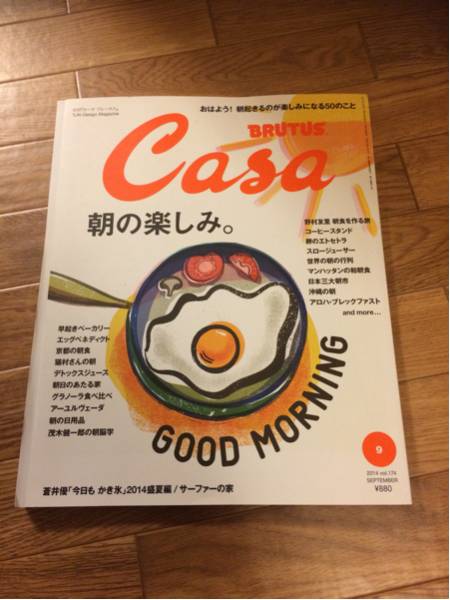 おはよう！ 朝起きるのが楽しみになる50のこと
Life Design Magazine
BRUTUS
Casa
朝の楽しみ。
野村友里 朝食を作る旅
コーヒースタンド
卵のエトセトラ
スロージューサー
世界の朝の行列
マンハッタンの和朝食
日本三大朝市
沖縄の朝
アロハ・ブレックファスト
and more...
早起きベーカリー
エッグベネディクト
京都の朝食
猫村さんの朝
デトックスジュース
朝日のあたる家
グラノーラ食べ比べ
アーユルヴェーダ
朝の日用品
茂木健一郎の朝脳学
GOOD MORNING
9
2014 vol.174
SEPTEMBER
¥880
蒼井優「今日も かき氷」2014盛夏編 / サーファーの家